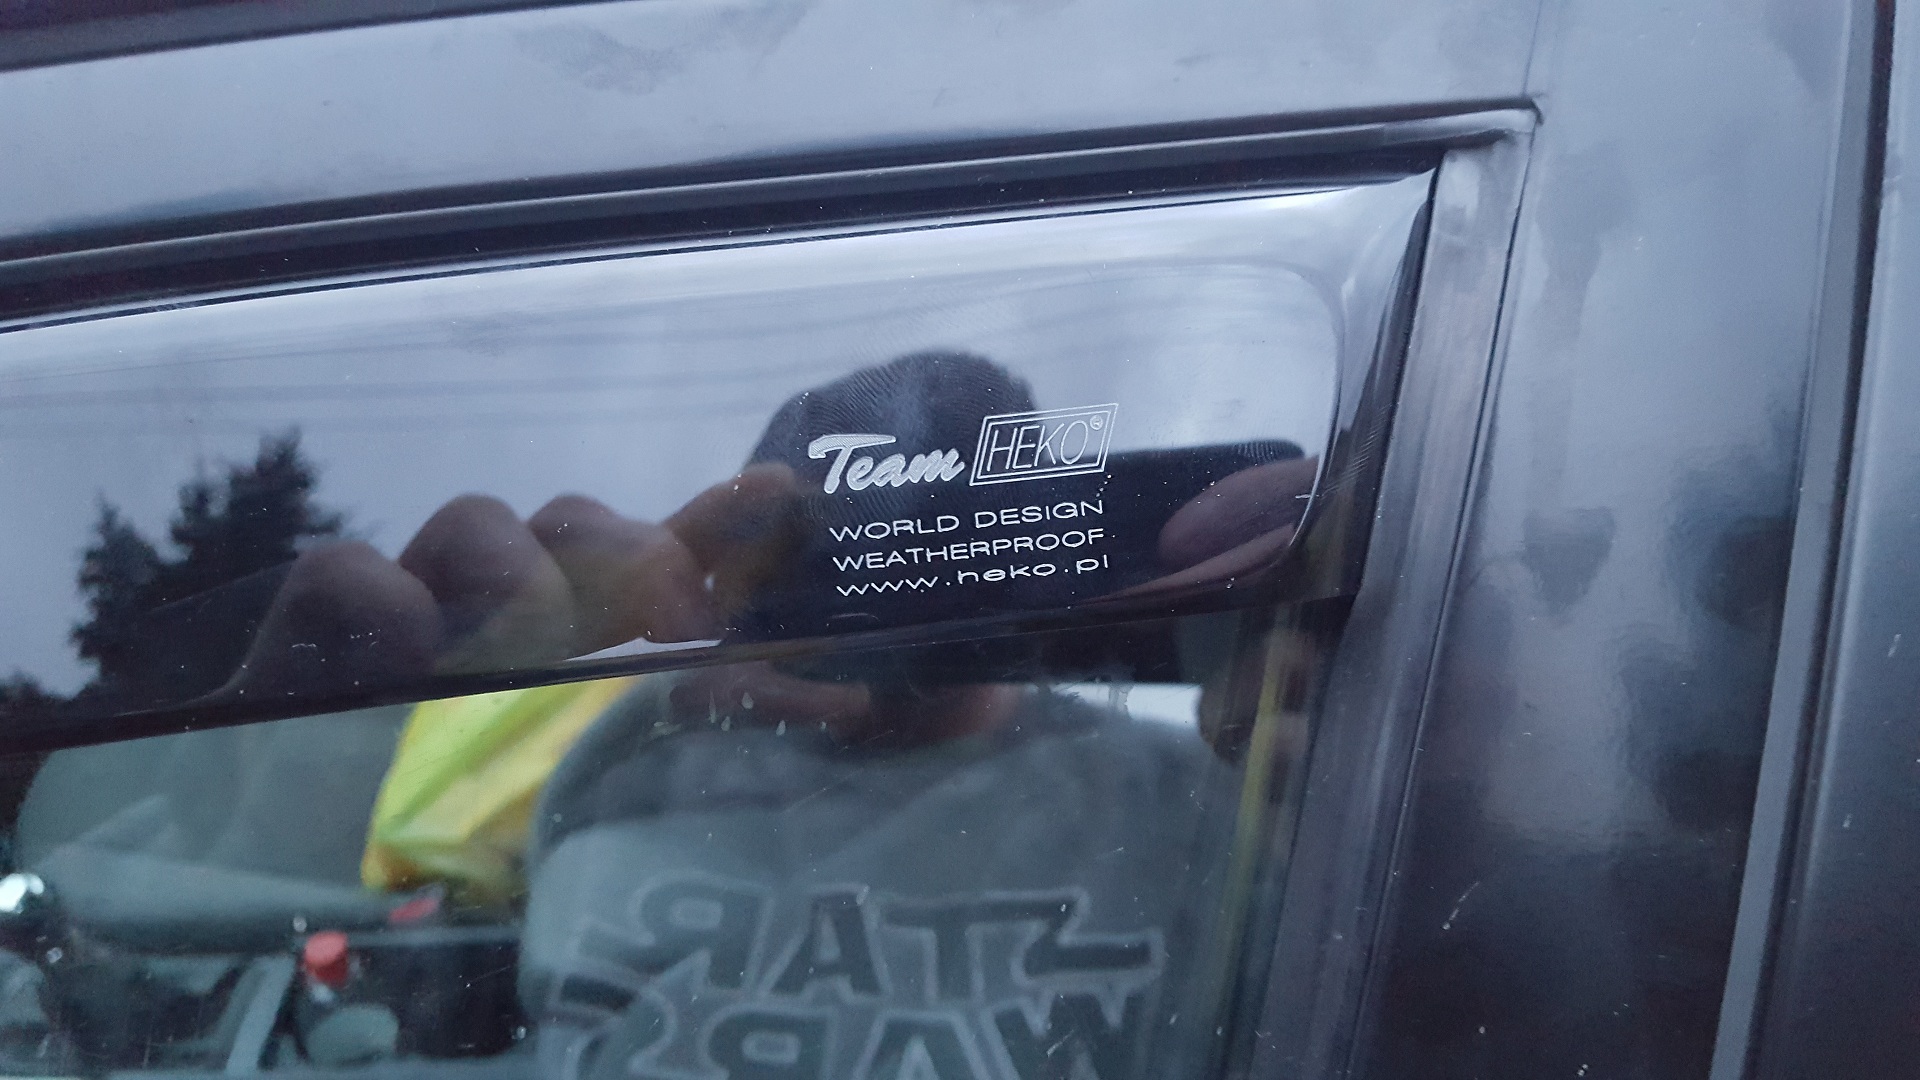 Team HEKO®
WORLD DESIGN
WEATHERPROOF
www.heko.pl
STAR
WARS